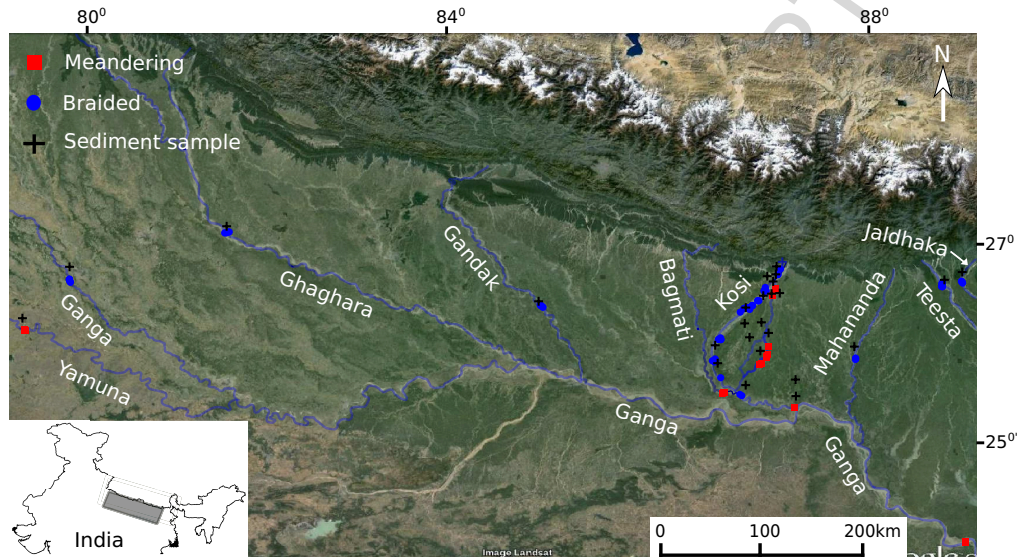 80⁰
84⁰
88⁰
Meandering
Braided
Sediment sample
N
Jaldhaka
27⁰
Gandak
Ghaghara
Bagmati
Kosi
Mahananda
Teesta
Ganga
Yamuna
Ganga
Ganga
25⁰
India
Image Landsat
0
100
200km